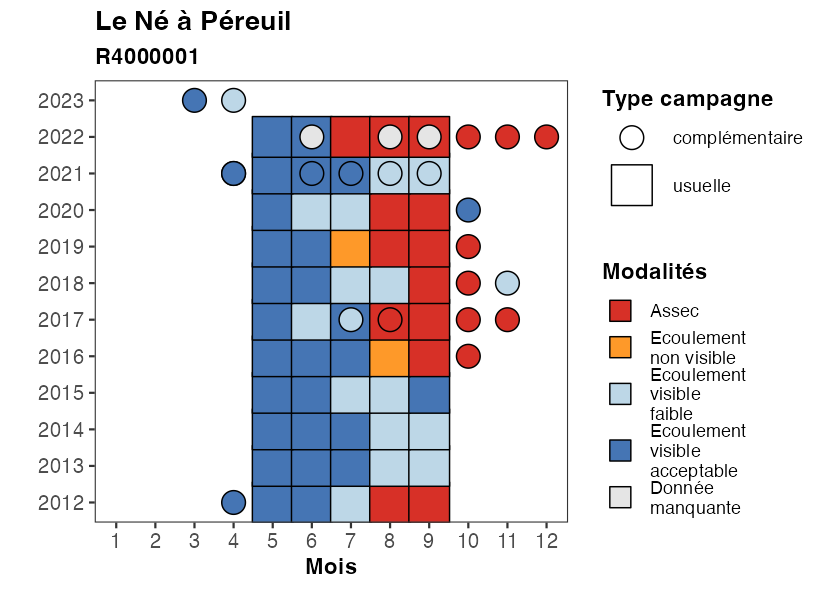 Le Né à Péreuil
R4000001
2023
2022
2021
2020
2019
2018
2017
2016
2015
2014
2013
2012
1 2 3 4 5 6 7 8 9 10 11 12
Mois
Type campagne
complémentaire
usuelle
Modalités
Assec
Ecoulement
non visible
Ecoulement
visible
faible
Ecoulement
visible
acceptable
Donnée
manquante